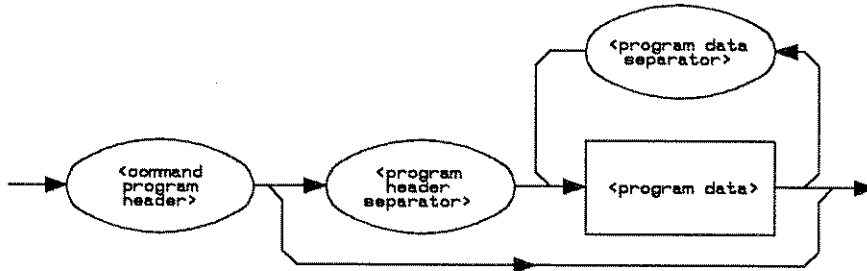 <program data
separator>
<command
program
header>
<program
header
separator>
<program data>